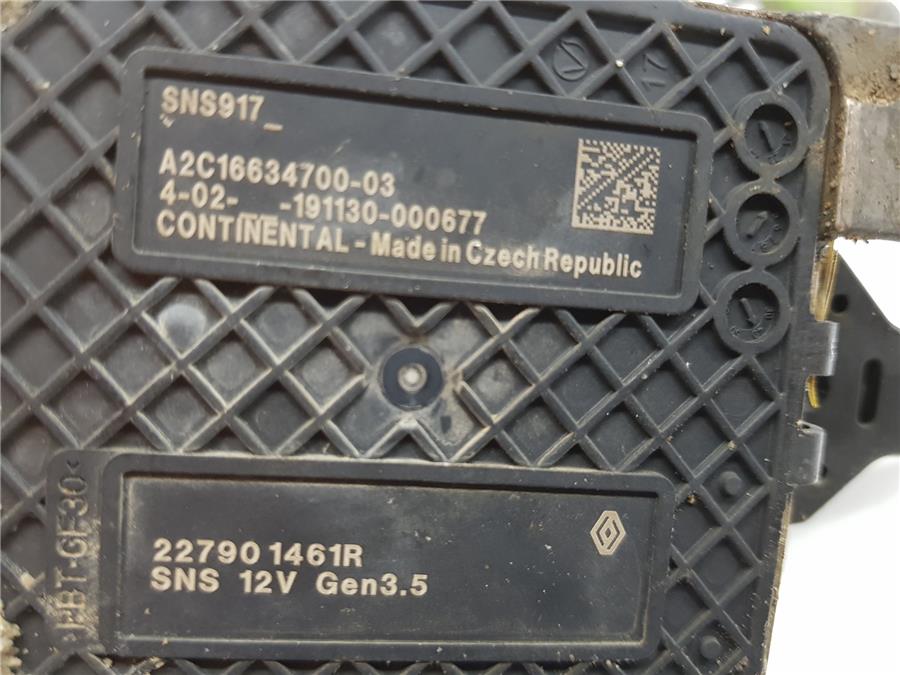 SNS917_
A2C16634700-03
4-02- -191130-000677
CONTINENTAL - Made in Czech Republic
17
>PBT-GF30<
227901461R
SNS 12V Gen3.5